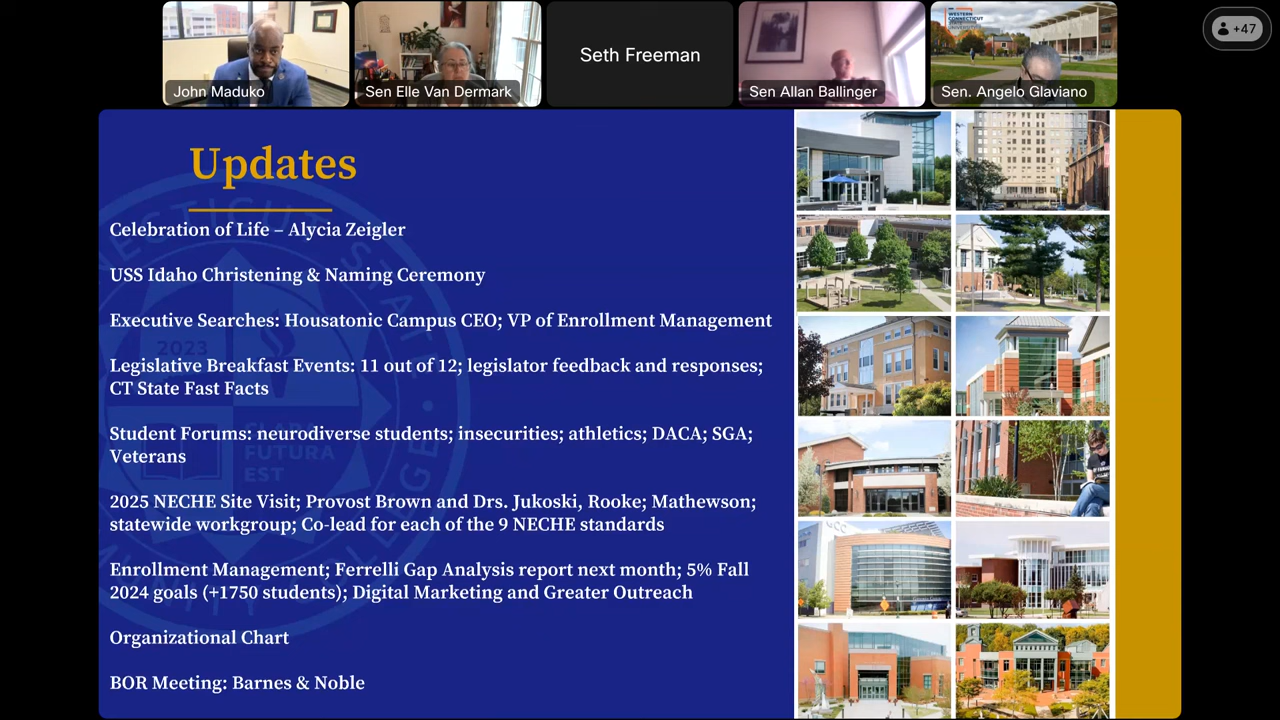 John Maduko
Sen Elle Van Dermark
Seth Freeman
Sen Allan Ballinger
WESTERN
CONNECTICUT
Sen. Angelo Glaviano
+47
Updates
Celebration of Life – Alycia Zeigler
USS Idaho Christening & Naming Ceremony
Executive Searches: Housatonic Campus CEO; VP of Enrollment Management
2023
Legislative Breakfast Events: 11 out of 12; legislator feedback and responses;
CT State Fast Facts
Student Forums: neurodiverse students; insecurities; athletics; DACA; SGA;
Veterans
FUTURA
EST
2025 NECHE Site Visit; Provost Brown and Drs. Jukoski, Rooke; Mathewson;
statewide workgroup; Co-lead for each of the 9 NECHE standards
Enrollment Management; Ferrelli Gap Analysis report next month; 5% Fall
2024 goals (+1750 students); Digital Marketing and Greater Outreach
Organizational Chart
BOR Meeting: Barnes & Noble